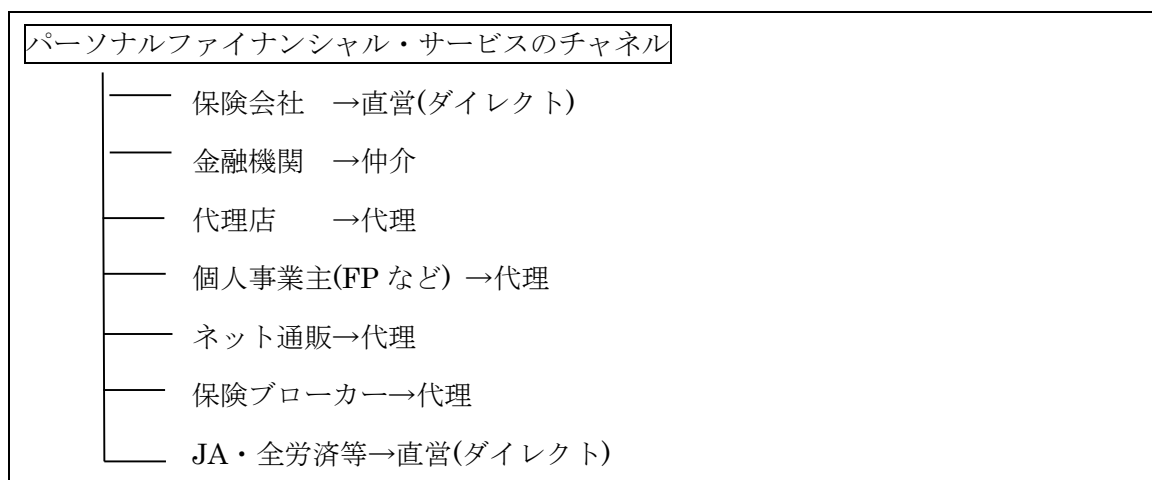 パーソナルファイナンシャル・サービスのチャネル
保険会社　→直営(ダイレクト)
金融機関　→仲介
代理店　　→代理
個人事業主(FP など) →代理
ネット通販→代理
保険ブローカー→代理
JA・全労済等→直営(ダイレクト)